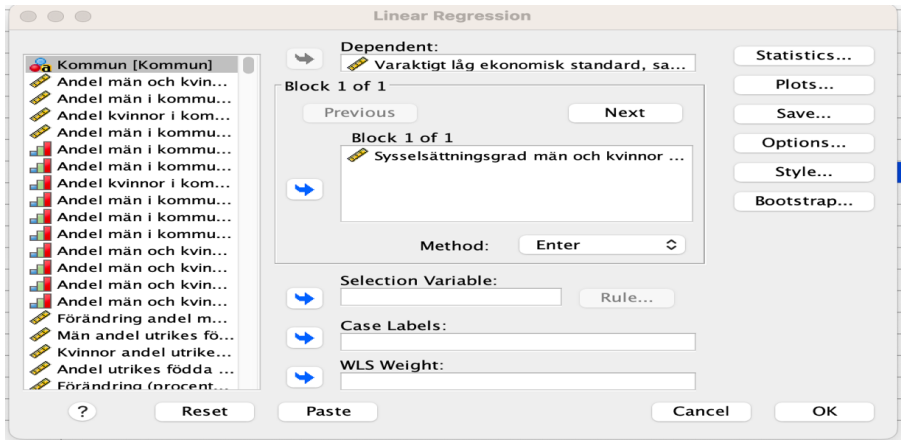 Linear Regression
Kommun [Kommun]
Andel män och kvin...
Andel män i kommu...
Andel kvinnor i kom...
Andel män i kommu...
Andel män i kommu...
Andel män i kommu...
Andel kvinnor i kom...
Andel män i kommu...
Andel män i kommu...
Andel män i kommu...
Andel män och kvin...
Andel män och kvin...
Andel män och kvin...
Andel män och kvin...
Förändring andel m...
Män andel utrikes fö...
Kvinnor andel utrike...
Andel utrikes födda ...
Förändring (procent...
Dependent:
Varaktigt låg ekonomisk standard, sa...
Block 1 of 1
Previous
Next
Block 1 of 1
Sysselsättningsgrad män och kvinnor ...
Method: Enter
Selection Variable:
Rule...
Case Labels:
WLS Weight:
Statistics...
Plots...
Save...
Options...
Style...
Bootstrap...
?
Reset
Paste
Cancel
OK